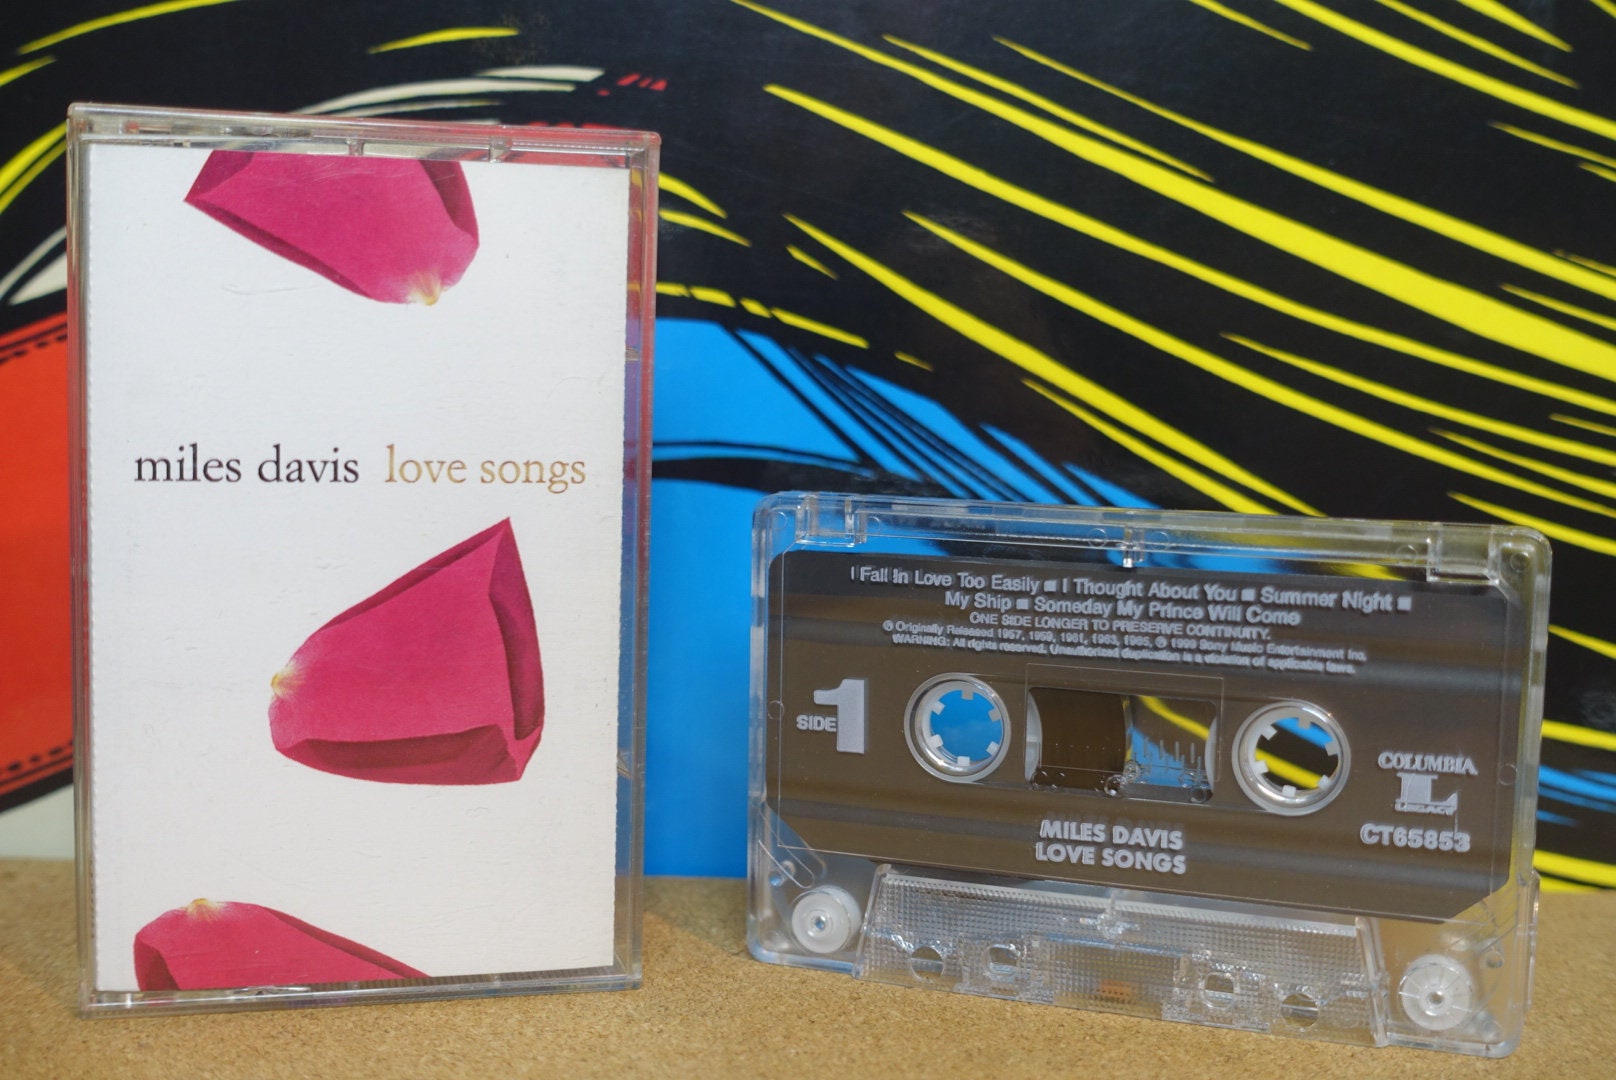 miles davis love songs
I Fall In Love Too Easily ■ I Thought About You ■ Summer Night ■
My Ship ■ Someday My Prince Will Come
ONE SIDE LONGER TO PRESERVE CONTINUITY.
℗ Originally Released 1957, 1959, 1961, 1963, 1965, ℗ 1999 Sony Music Entertainment Inc.
WARNING: All rights reserved. Unauthorized duplication is a violation of applicable laws.
SIDE 1
COLUMBIA
L
LEGACY
CT65853
MILES DAVIS
LOVE SONGS